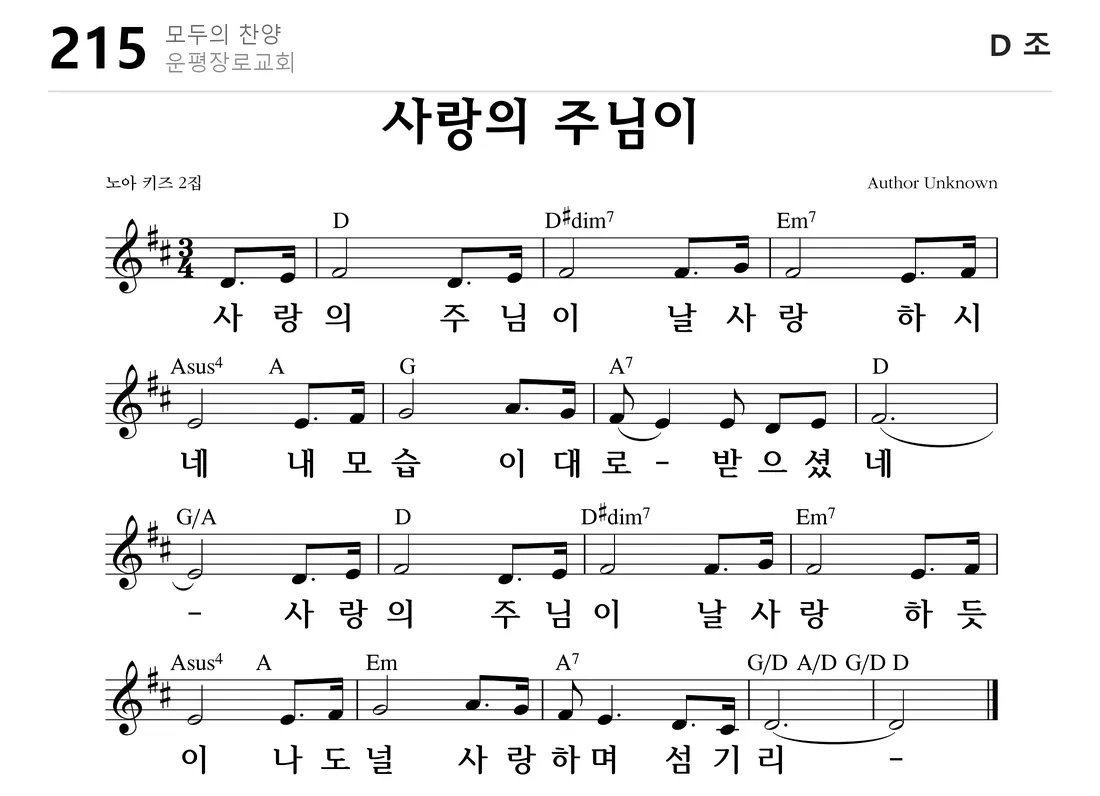 215 모두의 찬양
운평장로교회
D 조
사랑의 주님이
노아 키즈 2집
Author Unknown
D D♯dim7 Em7
3
4
사 랑 의 주 님 이 날 사 랑 하 시
Asus4 A G A7 D
네 내 모 습 이 대 로 - 받 으 셨 네
G/A D D♯dim7 Em7
- 사 랑 의 주 님 이 날 사 랑 하 듯
Asus4 A Em A7 G/D A/D G/D D
이 나 도 널 사 랑 하 며 섬 기 리 -